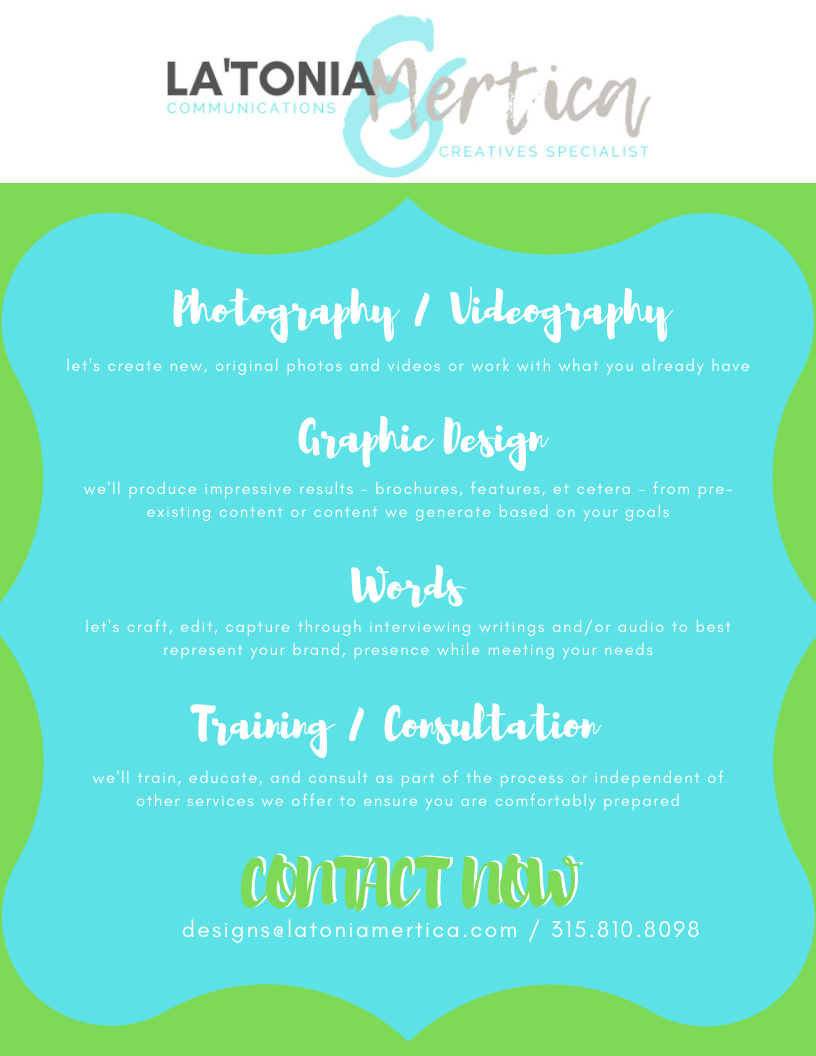 LA'TONIA & Mertica
COMMUNICATIONS
CREATIVES SPECIALIST
Photography / Videography
let's create new, original photos and videos or work with what you already have
Graphic Design
we'll produce impressive results - brochures, features, et cetera - from pre-
existing content or content we generate based on your goals
Words
let's craft, edit, capture through interviewing writings and/or audio to best
represent your brand, presence while meeting your needs
Training / Consultation
we'll train, educate, and consult as part of the process or independent of
other services we offer to ensure you are comfortably prepared
CONTACT NOW
designs@latoniamertica.com / 315.810.8098